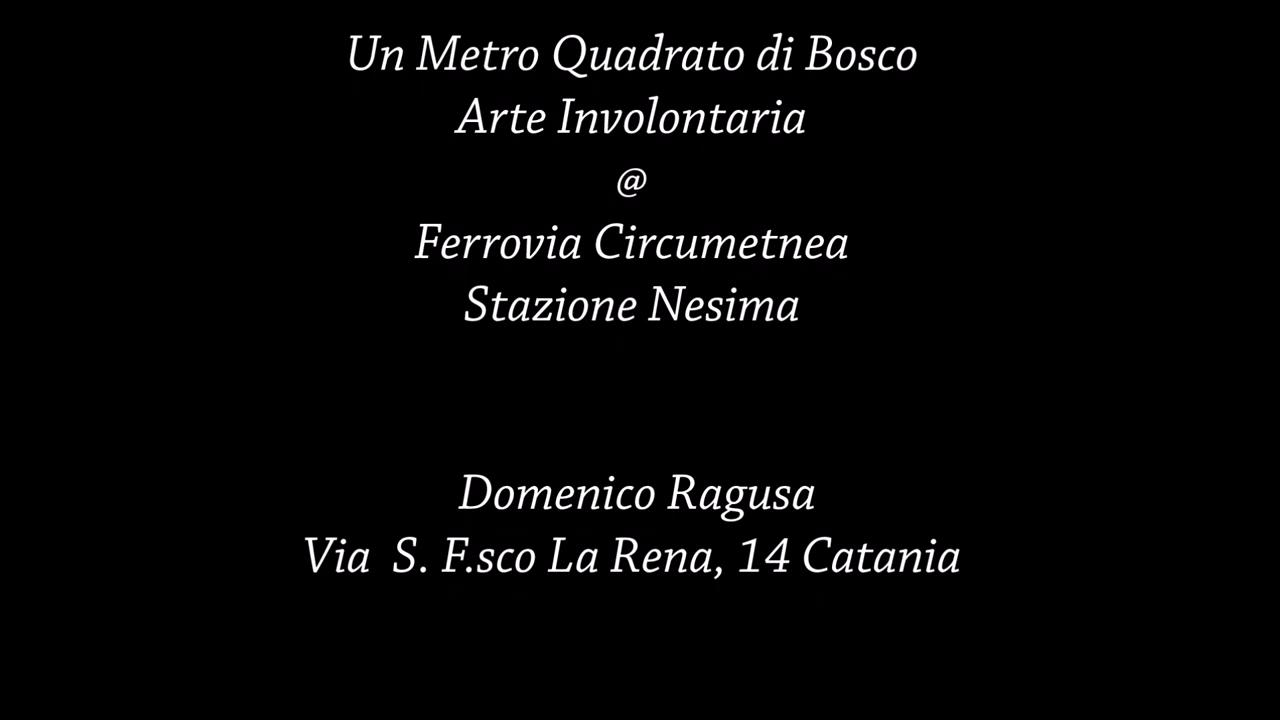 Un Metro Quadrato di Bosco
Arte Involontaria
@
Ferrovia Circumetnea
Stazione Nesima
Domenico Ragusa
Via  S. F.sco La Rena, 14 Catania